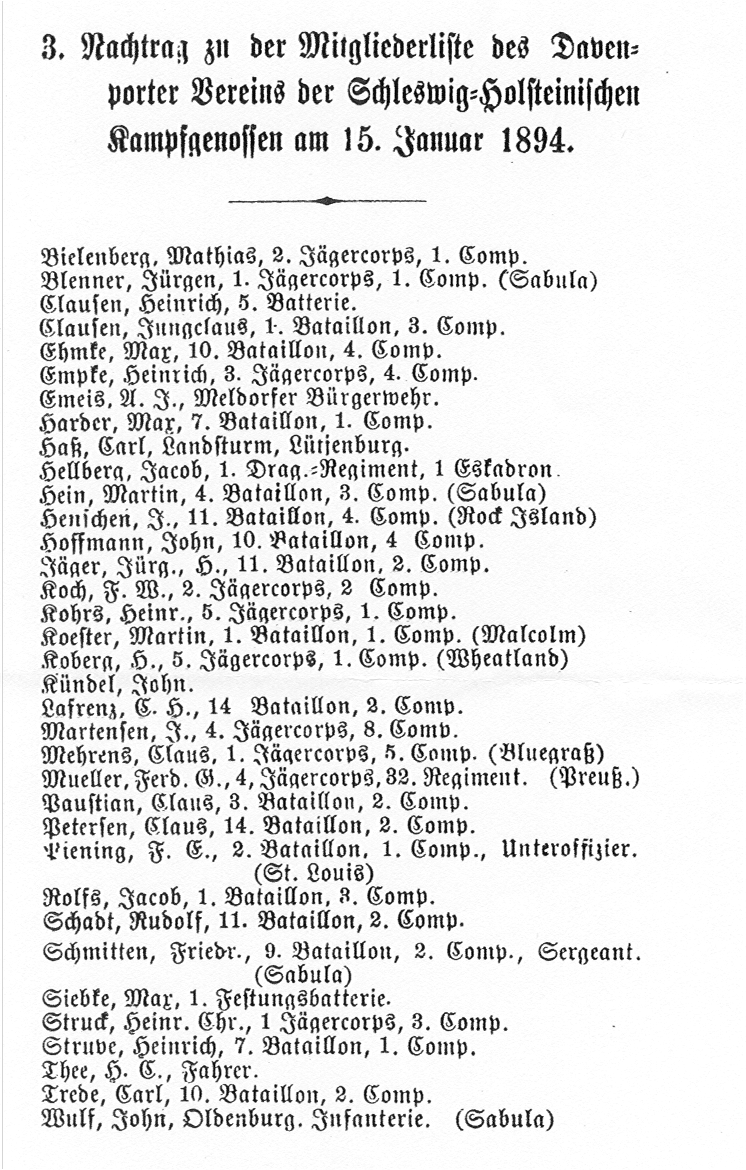 3. Nachtrag zu der Mitgliederliste des Daven-
porter Vereins der Schleswig-Holsteinischen
Kampfgenossen am 15. Januar 1894.
Bielenberg, Mathias, 2. Jägercorps, 1. Comp.
Blenner, Jürgen, 1. Jägercorps, 1. Comp. (Sabula)
Clausen, Heinrich, 5. Batterie.
Clausen, Jungclaus, 1. Bataillon, 3. Comp.
Ehmke, Max, 10. Bataillon, 4. Comp.
Empke, Heinrich, 3. Jägercorps, 4. Comp.
Emeis, A. J., Meldorfer Bürgerwehr.
Harder, Max, 7. Bataillon, 1. Comp.
Haß, Carl, Landsturm, Lütjenburg.
Hellberg, Jacob, 1. Drag.-Regiment, 1 Eskadron.
Hein, Martin, 4. Bataillon, 3. Comp. (Sabula)
Henschen, J., 11. Bataillon, 4. Comp. (Rock Island)
Hoffmann, John, 10. Bataillon, 4 Comp.
Jäger, Jürg., H., 11. Bataillon, 2. Comp.
Koch, F. W., 2. Jägercorps, 2 Comp.
Kohrs, Heinr., 5. Jägercorps, 1. Comp.
Koester, Martin, 1. Bataillon, 1. Comp. (Malcolm)
Koberg, H., 5. Jägercorps, 1. Comp. (Wheatland)
Kündel, John.
Lafrenz, C. H., 14 Bataillon, 2. Comp.
Martensen, J., 4. Jägercorps, 8. Comp.
Mehrens, Claus, 1. Jägercorps, 5. Comp. (Bluegraß)
Mueller, Ferd. G., 4, Jägercorps, 32. Regiment. (Preuß.)
Paustian, Claus, 3. Bataillon, 2. Comp.
Petersen, Claus, 14. Bataillon, 2. Comp.
Piening, F. E., 2. Bataillon, 1. Comp., Unteroffizier.
(St. Louis)
Rolfs, Jacob, 1. Bataillon, 3. Comp.
Schadt, Rudolf, 11. Bataillon, 2. Comp.
Schmitten, Friedr., 9. Bataillon, 2. Comp., Sergeant.
(Sabula)
Siebke, Max, 1. Festungsbatterie.
Struck, Heinr. Chr., 1 Jägercorps, 3. Comp.
Struve, Heinrich, 7. Bataillon, 1. Comp.
Thee, H. C., Fahrer.
Trede, Carl, 10. Bataillon, 2. Comp.
Wulf, John, Oldenburg. Infanterie. (Sabula)